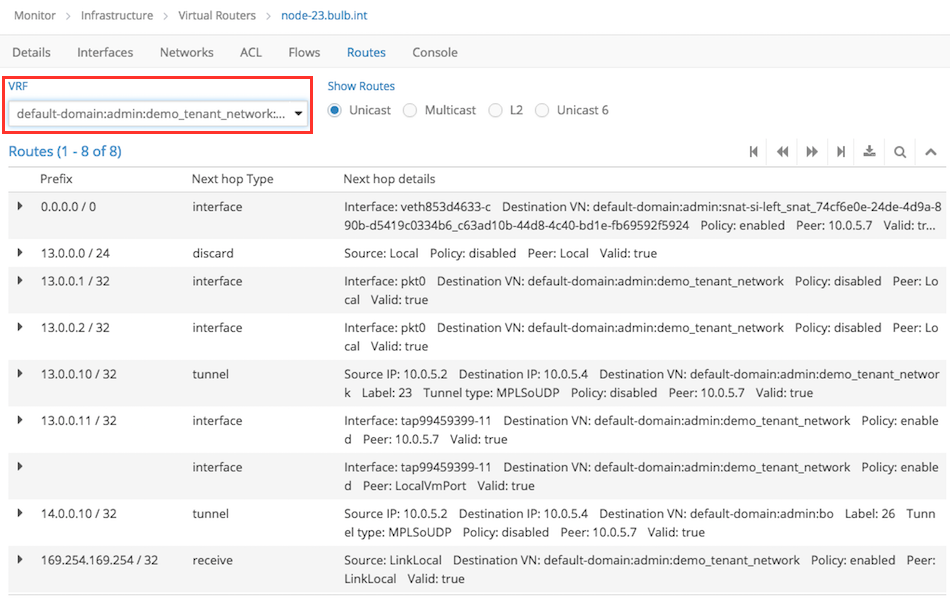 Monitor > Infrastructure > Virtual Routers > node-23.bulb.int
Details Interfaces Networks ACL Flows Routes Console
VRF Show Routes
default-domain:admin:demo_tenant_network:... Unicast Multicast L2 Unicast 6
Routes (1 - 8 of 8)
Prefix Next hop Type Next hop details
0.0.0.0 / 0 interface Interface: veth853d4633-c Destination VN: default-domain:admin:snat-si-left_snat_74cf6e0e-24de-4d9a-8
90b-d5419c0334b6_c63ad10b-44d8-4c40-bd1e-fb69592f5924 Policy: enabled Peer: 10.0.5.7 Valid: tr...
13.0.0.0 / 24 discard Source: Local Policy: disabled Peer: Local Valid: true
13.0.0.1 / 32 interface Interface: pkt0 Destination VN: default-domain:admin:demo_tenant_network Policy: disabled Peer: Lo
cal Valid: true
13.0.0.2 / 32 interface Interface: pkt0 Destination VN: default-domain:admin:demo_tenant_network Policy: disabled Peer: Lo
cal Valid: true
13.0.0.10 / 32 tunnel Source IP: 10.0.5.2 Destination IP: 10.0.5.4 Destination VN: default-domain:admin:demo_tenant_networ
k Label: 23 Tunnel type: MPLSoUDP Policy: disabled Peer: 10.0.5.7 Valid: true
13.0.0.11 / 32 interface Interface: tap99459399-11 Destination VN: default-domain:admin:demo_tenant_network Policy: enable
d Peer: 10.0.5.7 Valid: true
interface Interface: tap99459399-11 Destination VN: default-domain:admin:demo_tenant_network Policy: enable
d Peer: LocalVmPort Valid: true
14.0.0.10 / 32 tunnel Source IP: 10.0.5.2 Destination IP: 10.0.5.4 Destination VN: default-domain:admin:bo Label: 26 Tunn
el type: MPLSoUDP Policy: disabled Peer: 10.0.5.7 Valid: true
169.254.169.254 / 32 receive Source: LinkLocal Destination VN: default-domain:admin:demo_tenant_network Policy: enabled Peer:
LinkLocal Valid: true